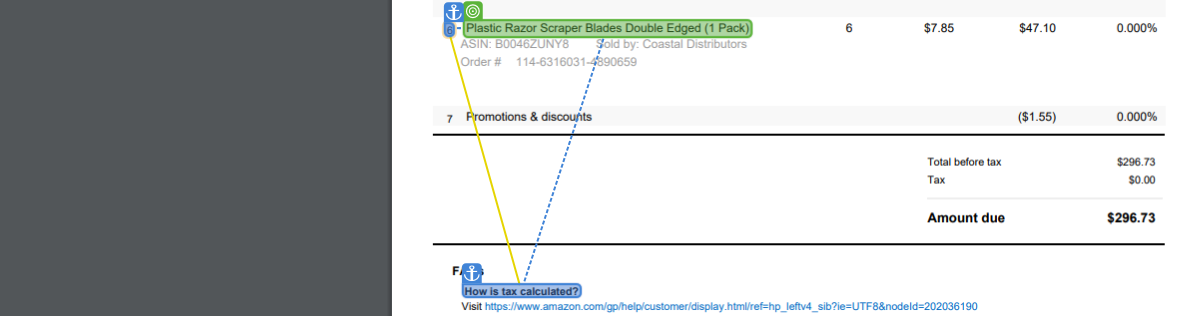 6 - Plastic Razor Scraper Blades Double Edged (1 Pack) 6 $7.85 $47.10 0.000%
ASIN: B0046ZUNY8 Sold by: Coastal Distributors
Order # 114-6316031-4890659
7 Promotions & discounts ($1.55) 0.000%
Total before tax $296.73
Tax $0.00
Amount due $296.73
How is tax calculated?
Visit https://www.amazon.com/gp/help/customer/display.html/ref=hp_leftv4_sib?ie=UTF8&nodeId=202036190